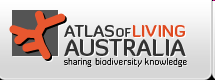 ATLAS OF LIVING
AUSTRALIA
sharing biodiversity knowledge